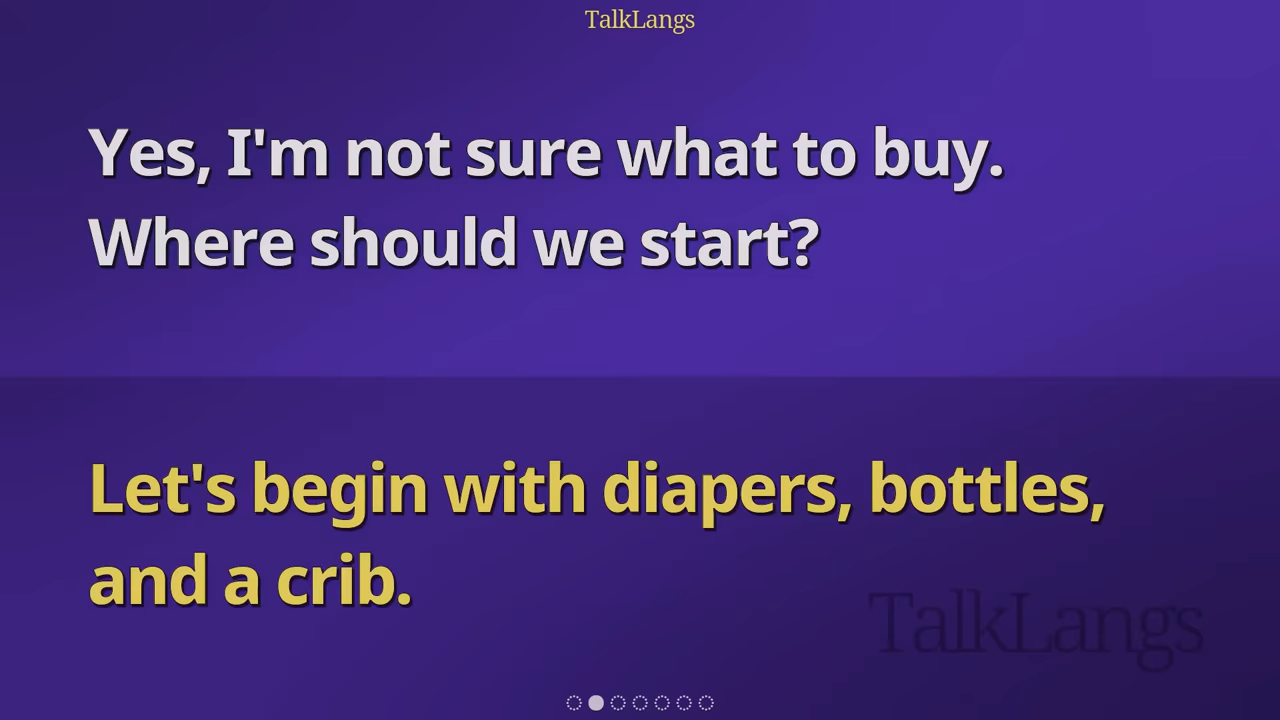 TalkLangs
Yes, I'm not sure what to buy.
Where should we start?
Let's begin with diapers, bottles,
and a crib.
TalkLangs